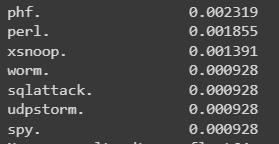 phf. 0.002319
perl. 0.001855
xsnoop. 0.001391
worm. 0.000928
sqlattack. 0.000928
udpstorm. 0.000928
spy. 0.000928